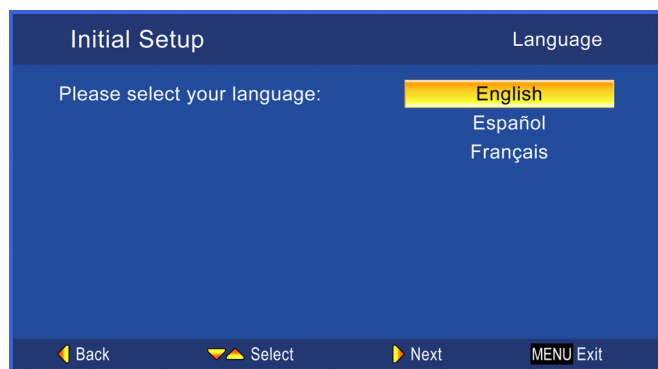 Initial Setup Language
Please select your language: English
Español
Français
Back Select Next MENU Exit